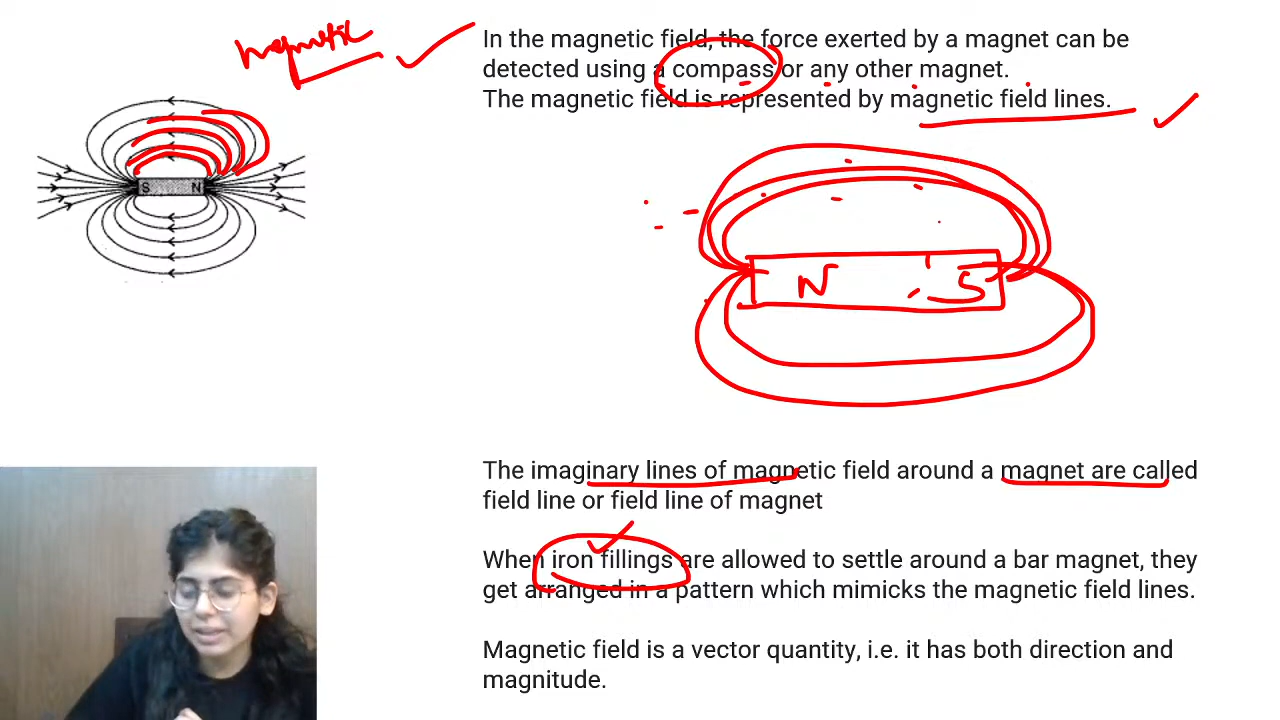 magnetic
In the magnetic field, the force exerted by a magnet can be
detected using a compass or any other magnet.
The magnetic field is represented by magnetic field lines.
S N
N S
The imaginary lines of magnetic field around a magnet are called
field line or field line of magnet
When iron fillings are allowed to settle around a bar magnet, they
get arranged in a pattern which mimicks the magnetic field lines.
Magnetic field is a vector quantity, i.e. it has both direction and
magnitude.